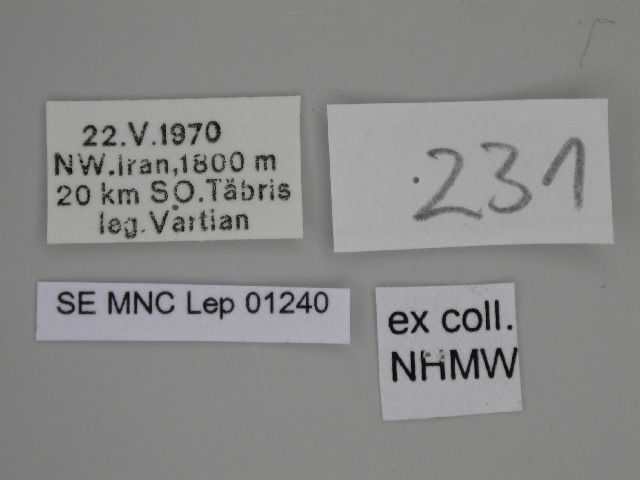 22.V.1970
NW.Iran,1800 m
20 km SO.Täbris
leg.Vartian
231
SE MNC Lep 01240
ex coll.
NHMW